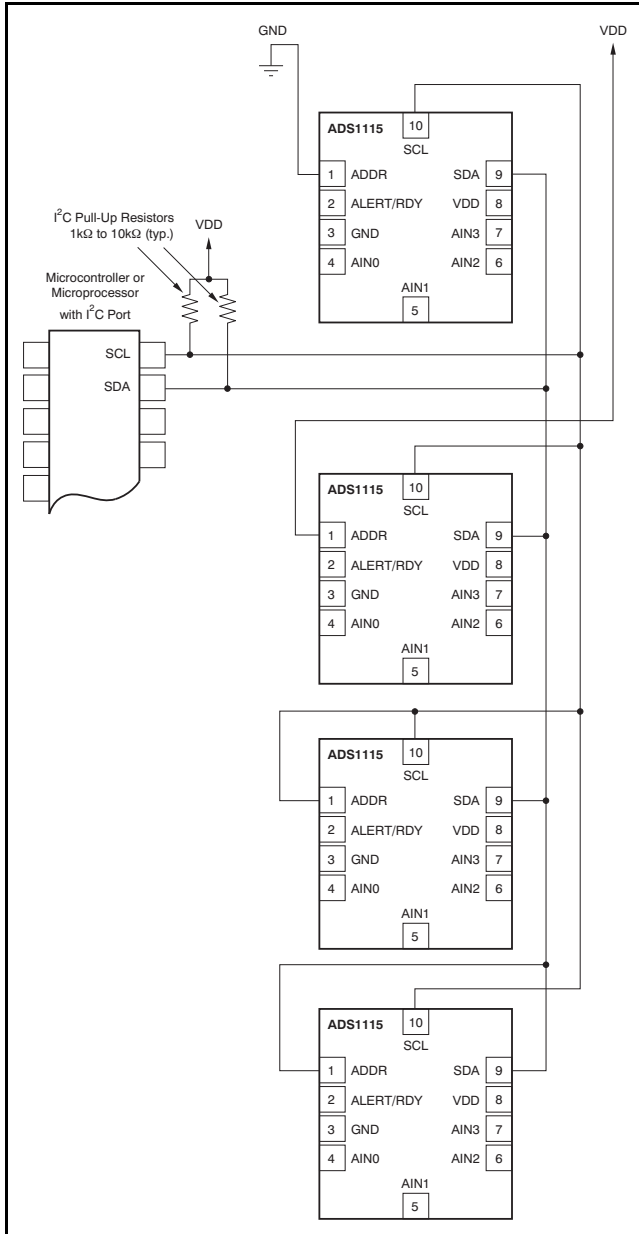 GND
VDD
ADS1115
10
SCL
1 ADDR SDA 9
2 ALERT/RDY VDD 8
3 GND AIN3 7
4 AIN0 AIN2 6
AIN1
5
I²C Pull-Up Resistors
1kΩ to 10kΩ (typ.)
VDD
Microcontroller or
Microprocessor
with I²C Port
SCL
SDA
ADS1115
10
SCL
1 ADDR SDA 9
2 ALERT/RDY VDD 8
3 GND AIN3 7
4 AIN0 AIN2 6
AIN1
5
ADS1115
10
SCL
1 ADDR SDA 9
2 ALERT/RDY VDD 8
3 GND AIN3 7
4 AIN0 AIN2 6
AIN1
5
ADS1115
10
SCL
1 ADDR SDA 9
2 ALERT/RDY VDD 8
3 GND AIN3 7
4 AIN0 AIN2 6
AIN1
5